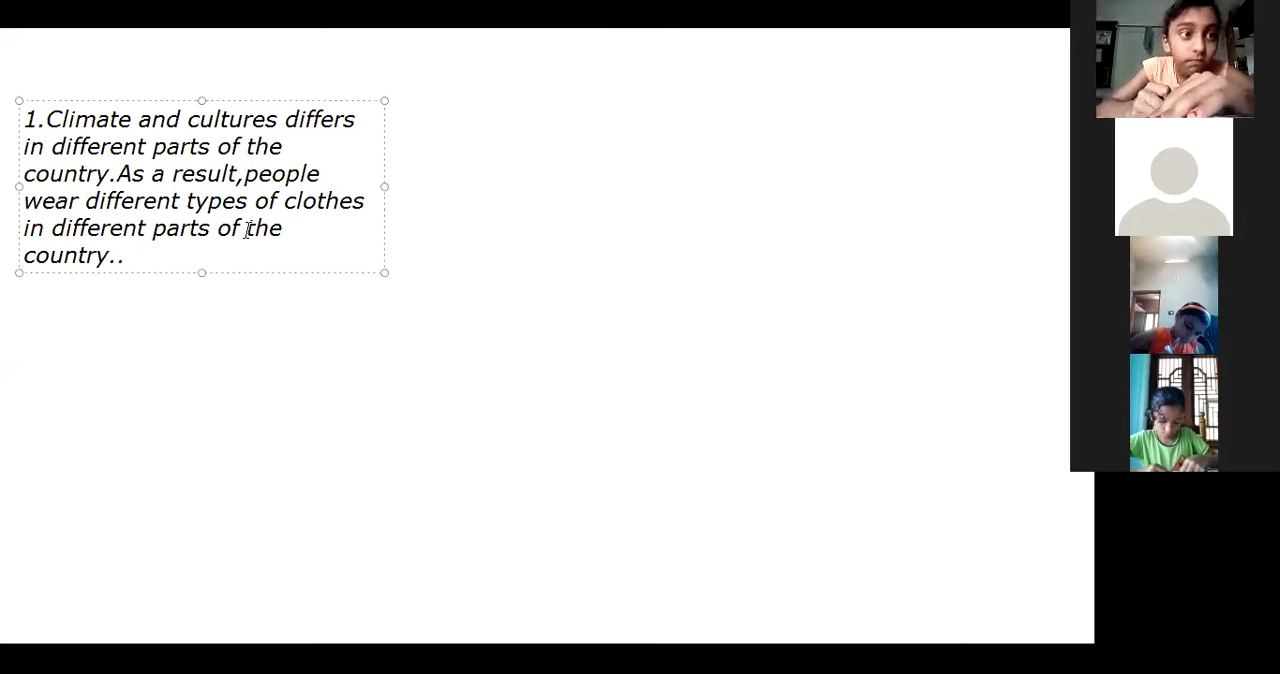 1.Climate and cultures differs
in different parts of the
country.As a result,people
wear different types of clothes
in different parts of the
country..